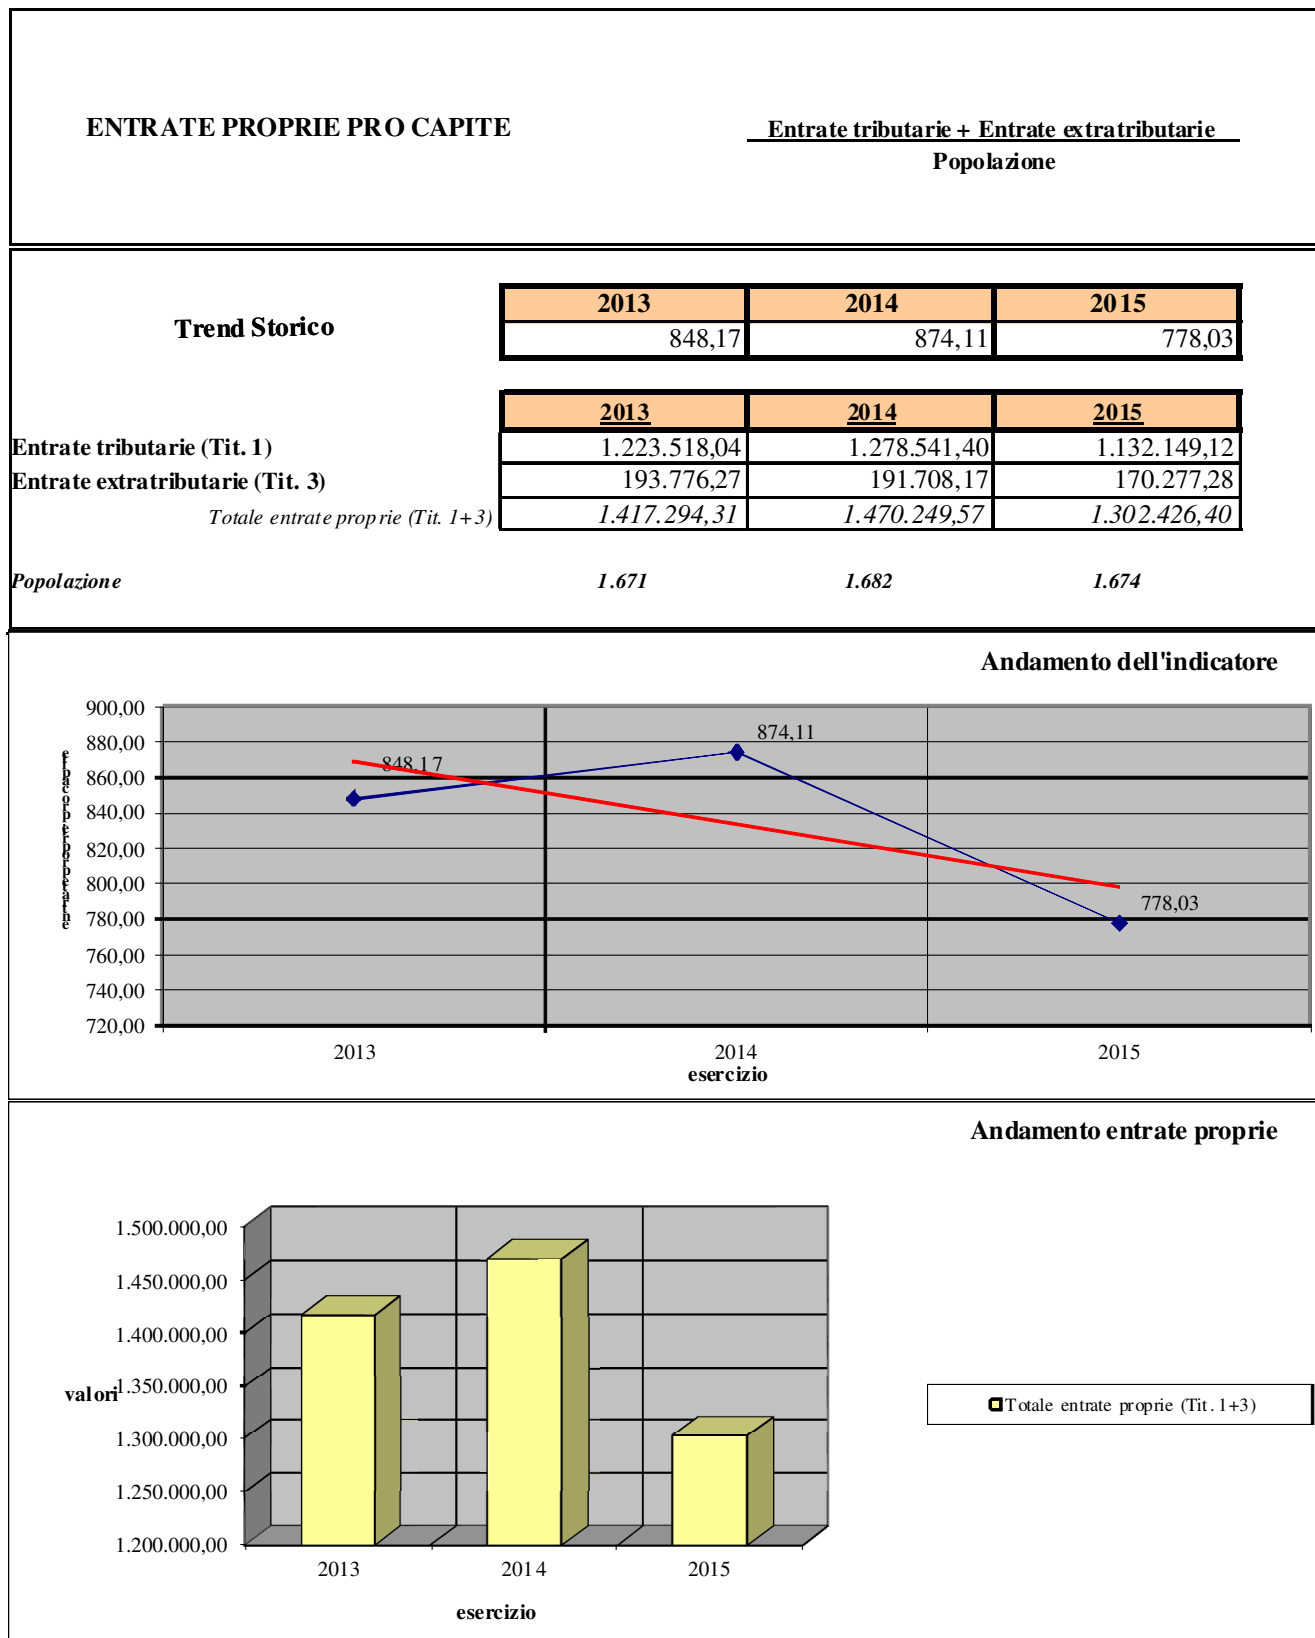 ENTRATE PROPRIE PRO CAPITE
Entrate tributarie + Entrate extratributarie
Popolazione
Trend Storico
2013 2014 2015
848,17 874,11 778,03
2013 2014 2015
Entrate tributarie (Tit. 1) 1.223.518,04 1.278.541,40 1.132.149,12
Entrate extratributarie (Tit. 3) 193.776,27 191.708,17 170.277,28
Totale entrate proprie (Tit. 1+3) 1.417.294,31 1.470.249,57 1.302.426,40
Popolazione 1.671 1.682 1.674
Andamento dell'indicatore
900,00
880,00
860,00
840,00
820,00
800,00
780,00
760,00
740,00
720,00
entrate proprie procapite
848,17
874,11
778,03
2013 2014 2015
esercizio
Andamento entrate proprie
1.500.000,00
1.450.000,00
1.400.000,00
1.350.000,00
1.300.000,00
1.250.000,00
1.200.000,00
valori
2013 2014 2015
esercizio
Totale entrate proprie (Tit. 1+3)